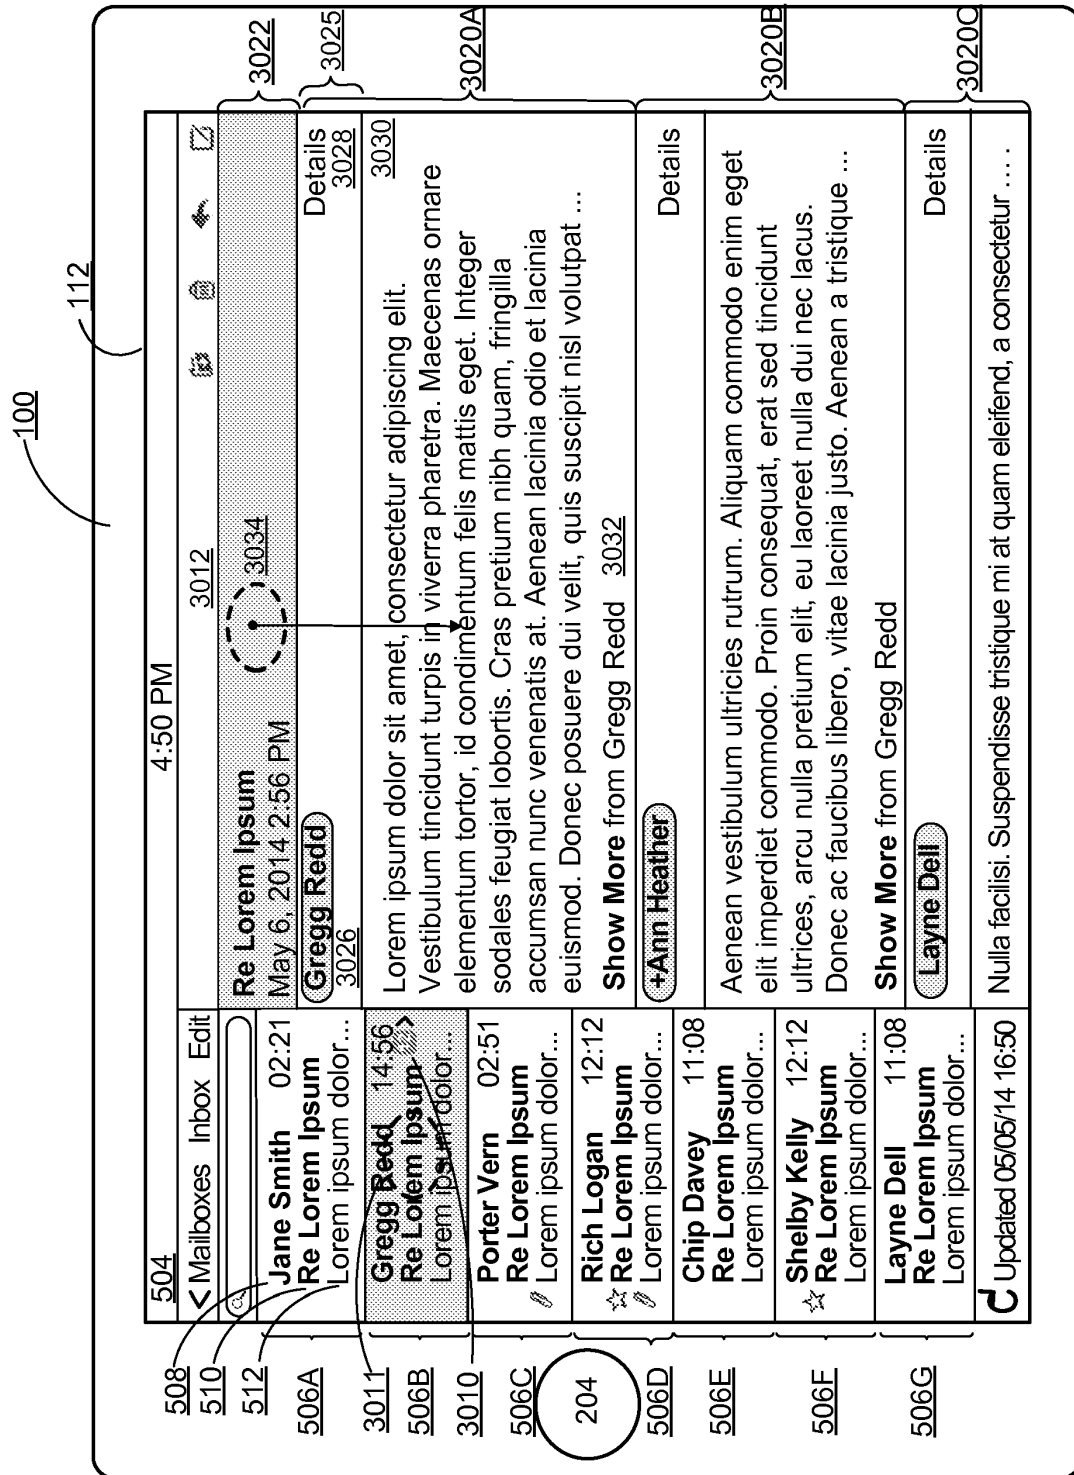 100
112
4:50 PM
504
< Mailboxes Inbox Edit
508
510
512
506A
3011
506B
3010
506C
204
506D
506E
506F
506G
Jane Smith 02:21
Re Lorem Ipsum
Lorem ipsum dolor...
Gregg Redd 14:56
Re Lorem Ipsum
Lorem ipsum dolor...
Porter Vern 02:51
Re Lorem Ipsum
Lorem ipsum dolor...
Rich Logan 12:12
Re Lorem Ipsum
Lorem ipsum dolor...
Chip Davey 11:08
Re Lorem Ipsum
Lorem ipsum dolor...
Shelby Kelly 12:12
Re Lorem Ipsum
Lorem ipsum dolor...
Layne Dell 11:08
Re Lorem Ipsum
Lorem ipsum dolor...
Updated 05/05/14 16:50
3012
Re Lorem Ipsum
May 6, 2014 2:56 PM
3034
3022
Gregg Redd
3026
Details
3028
3025
3020A
3030
Lorem ipsum dolor sit amet, consectetur adipiscing elit.
Vestibulum tincidunt turpis in viverra pharetra. Maecenas ornare
elementum tortor, id condimentum felis mattis eget. Integer
sodales feugiat lobortis. Cras pretium nibh quam, fringilla
accumsan nunc venenatis at. Aenean lacinia odio et lacinia
euismod. Donec posuere dui velit, quis suscipit nisl volutpat ...
Show More from Gregg Redd 3032
+Ann Heather Details
3020B
Aenean vestibulum ultricies rutrum. Aliquam commodo enim eget
elit imperdiet commodo. Proin consequat, erat sed tincidunt
ultrices, arcu nulla pretium elit, eu laoreet nulla dui nec lacus.
Donec ac faucibus libero, vitae lacinia justo. Aenean a tristique ...
Show More from Gregg Redd
Layne Dell Details
3020C
Nulla facilisi. Suspendisse tristique mi at quam eleifend, a consectetur ....